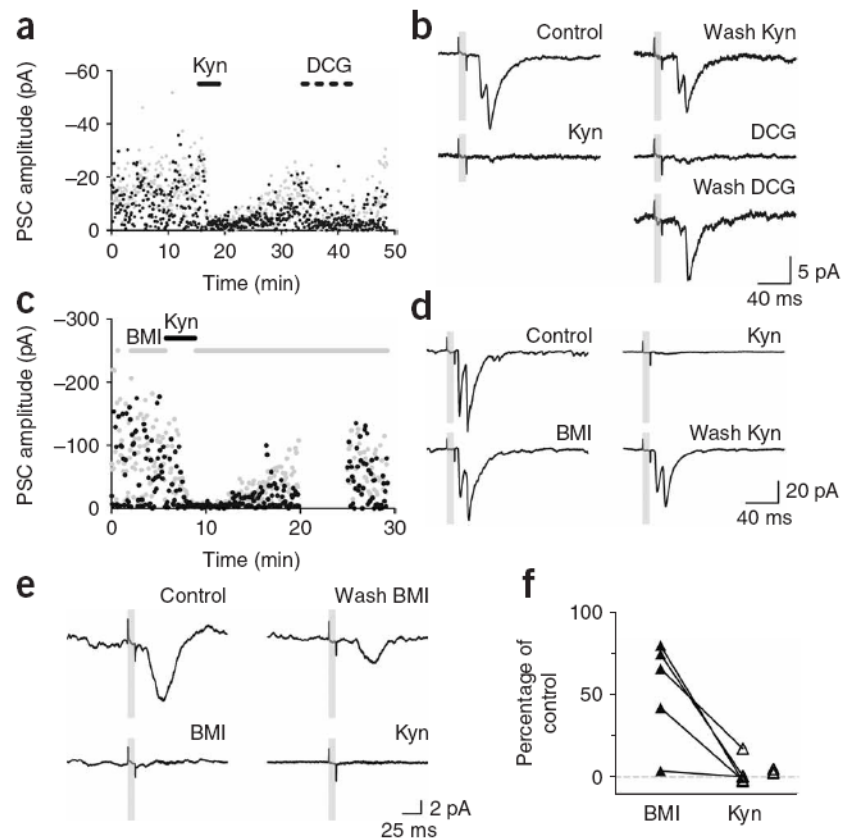 a
Kyn DCG
PSC amplitude (pA)
–60
–40
–20
0
0 10 20 30 40 50
Time (min)
b
Control Wash Kyn
Kyn DCG
Wash DCG
5 pA
40 ms
c
BMI Kyn
PSC amplitude (pA)
–300
–200
–100
0
0 10 20 30
Time (min)
d
Control Kyn
BMI Wash Kyn
20 pA
40 ms
e
Control Wash BMI
BMI Kyn
2 pA
25 ms
f
Percentage of
control
100
50
0
BMI Kyn